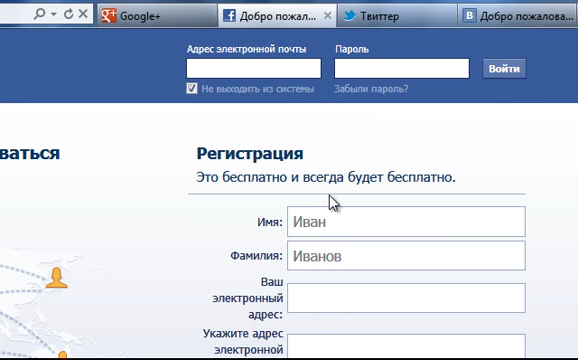 Google+
Добро пожал...
Твиттер
Добро пожалова...
Адрес электронной почты
Пароль
Войти
Не выходить из системы
Забыли пароль?
ваться
Регистрация
Это бесплатно и всегда будет бесплатно.
Имя:
Иван
Фамилия:
Иванов
Ваш
электронный
адрес:
Укажите адрес
электронной